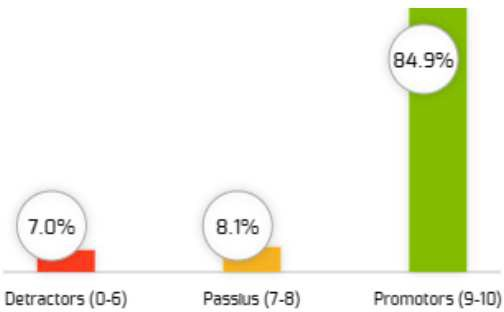 84.9%
7.0%
8.1%
Detractors (0-6)
Passius (7-8)
Promotors (9-10)